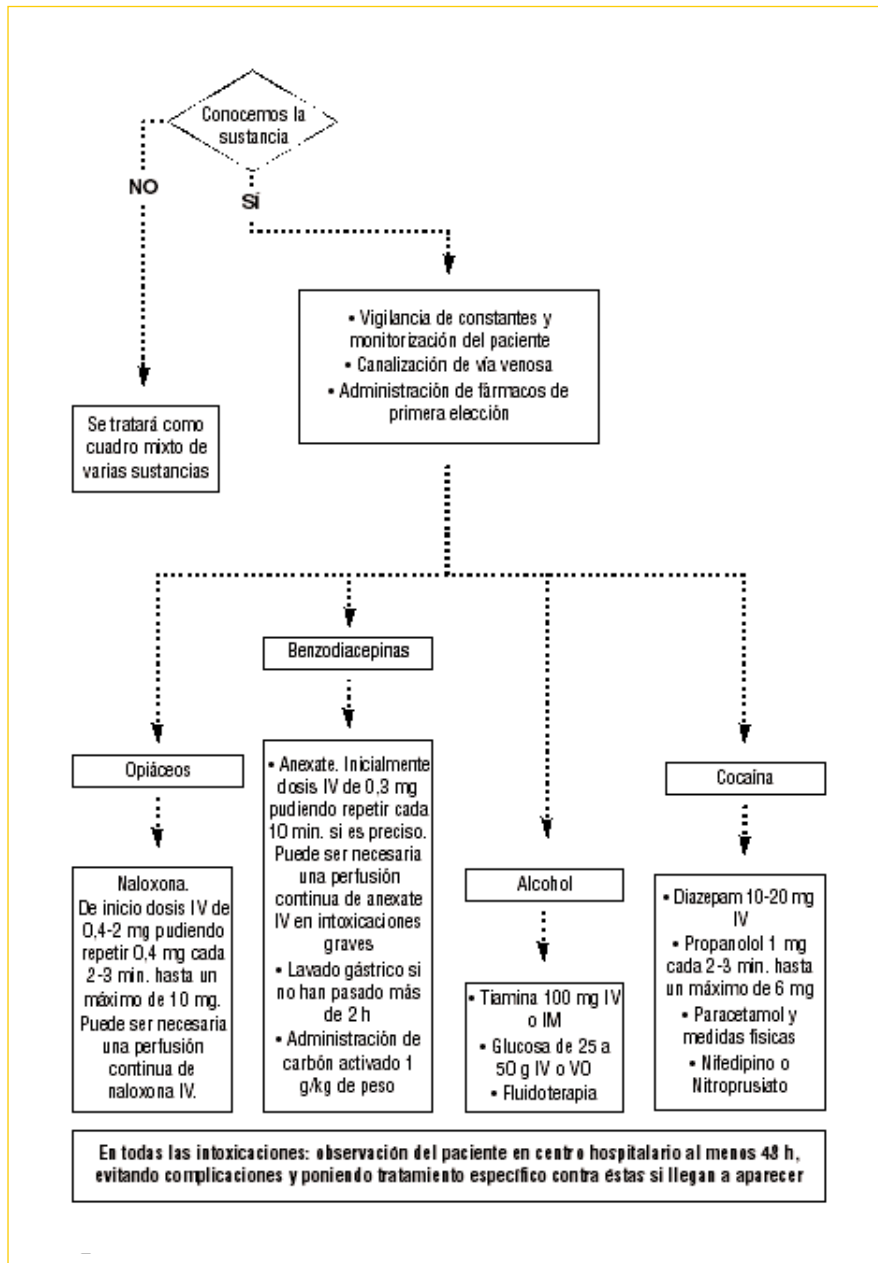 Conocemos la
sustancia
NO
SÍ
• Vigilancia de constantes y
monitorización del paciente
• Canalización de vía venosa
• Administración de fármacos de
primera elección
Se tratará como
cuadro mixto de
varias sustancias
Benzodiacepinas
Opiáceos
• Anexate. Inicialmente
dosis IV de 0,3 mg
pudiendo repetir cada
10 min. si es preciso.
Puede ser necesaria
una perfusión
continua de anexate
IV en intoxicaciones
graves
• Lavado gástrico si
no han pasado más
de 2 h
• Administración de
carbón activado 1
g/kg de peso
Cocaína
Naloxona.
De inicio dosis IV de
0,4-2 mg pudiendo
repetir 0,4 mg cada
2-3 min. hasta un
máximo de 10 mg.
Puede ser necesaria
una perfusión
continua de
naloxona IV.
Alcohol
• Tiamina 100 mg IV
o IM
• Glucosa de 25 a
50 g IV o VO
• Fluidoterapia
• Diazepam 10-20 mg
IV
• Propanolol 1 mg
cada 2-3 min. hasta
un máximo de 6 mg
• Paracetamol y
medidas físicas
• Nifedipino o
Nitroprusiato
En todas las intoxicaciones: observación del paciente en centro hospitalario al menos 48 h,
evitando complicaciones y poniendo tratamiento específico contra éstas si llegan a aparecer